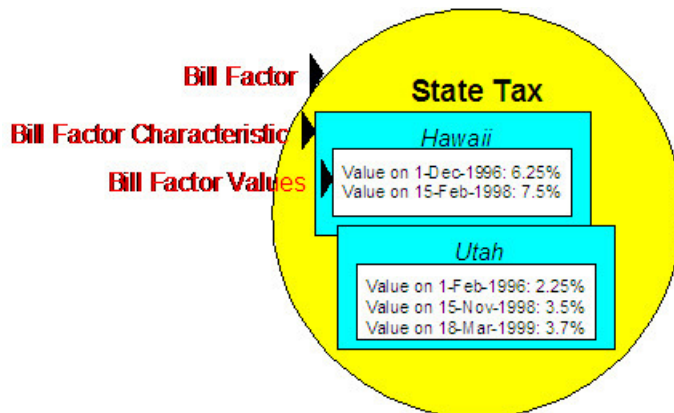 Bill Factor
State Tax
Bill Factor Characteristic
Hawaii
Bill Factor Values
Value on 1-Dec-1996: 6.25%
Value on 15-Feb-1998: 7.5%
Utah
Value on 1-Feb-1996: 2.25%
Value on 15-Nov-1998: 3.5%
Value on 18-Mar-1999: 3.7%